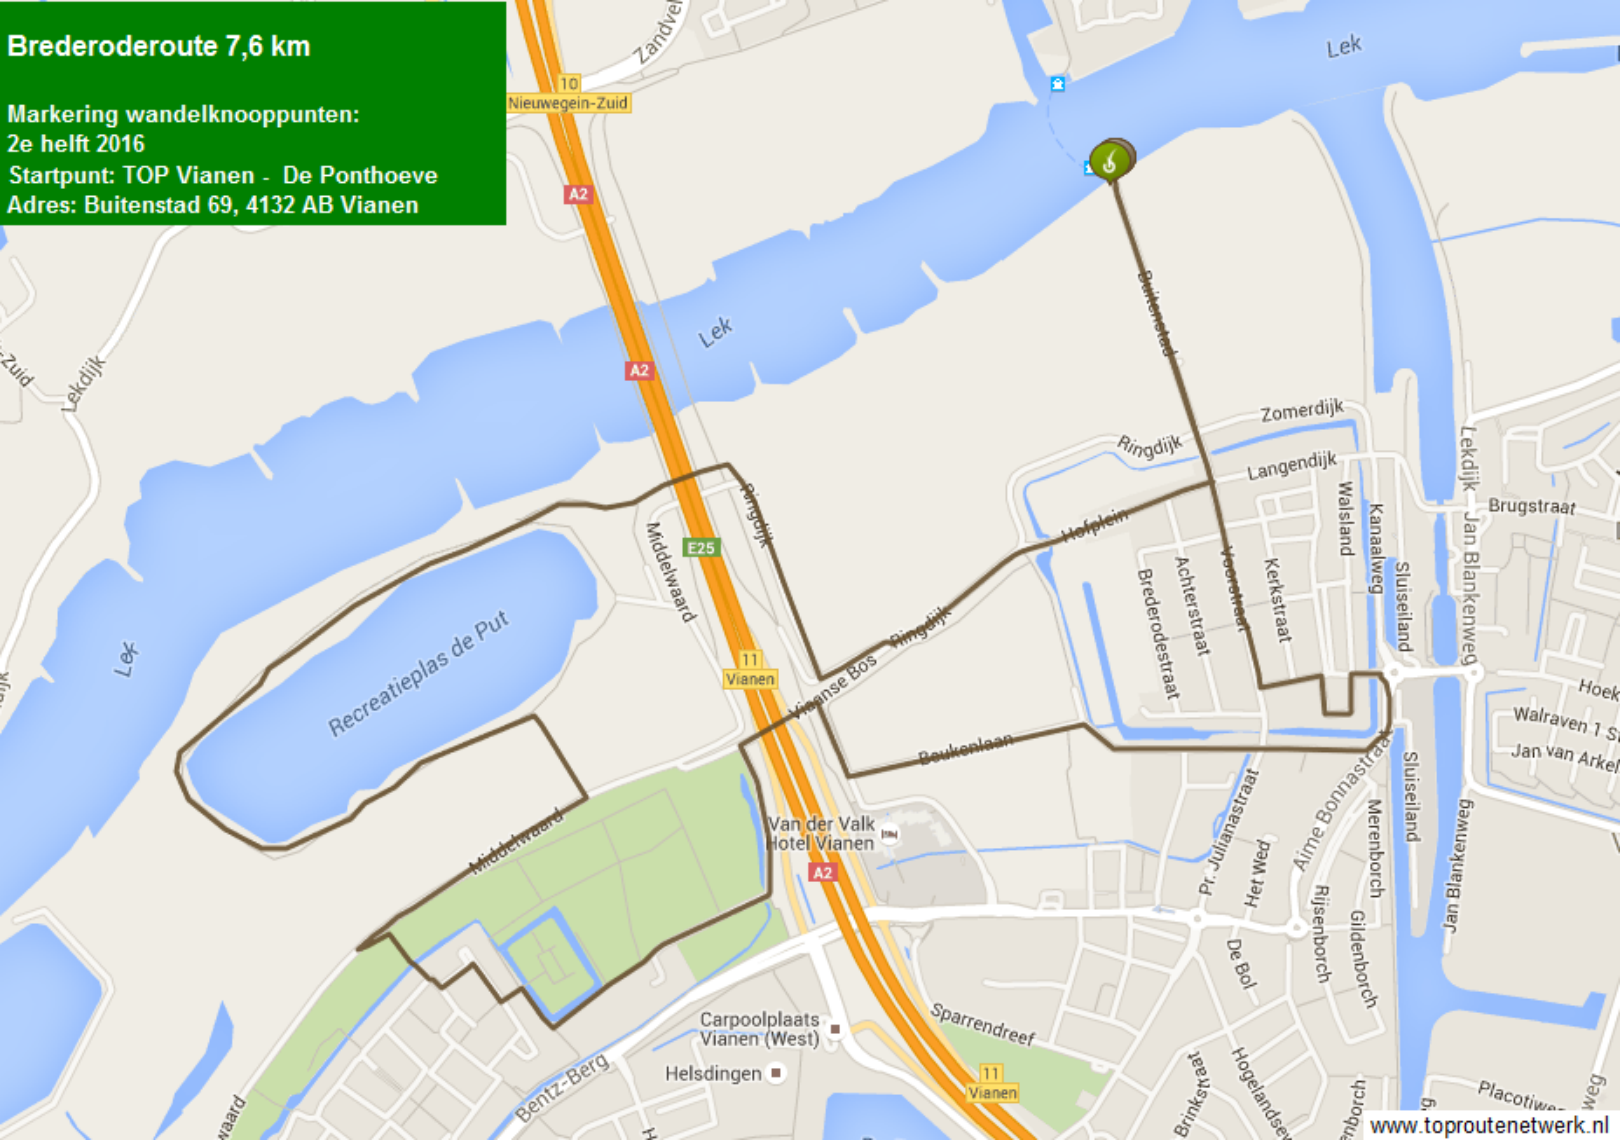 Brederoderoute 7,6 km
Markering wandelknooppunten:
2e helft 2016
Startpunt: TOP Vianen - De Ponthoeve
Adres: Buitenstad 69, 4132 AB Vianen
10
Nieuwegein-Zuid
A2
Lek
Lekdijk
A2
Lek
Buitenstad
Zomerdijk
Ringdijk
Langendijk
Lekdijk
Brugstraat
Walsland
Kanaalweg
Hofplein
Ringdijk
Middelwaard
E25
Jan Blankenweg
Sluiseiland
Voorstraat
Kerkstraat
Achterstraat
Brederodestraat
Lek
Recreatieplas de Put
Ringdijk
11
Vianen
Viaanse Bos
Hoek
Walraven 1 S
Jan van Arkel
Beukenlaan
Aime Bonnastraat
Sluiseiland
Pr. Julianastraat
Merenborch
Jan Blankenweg
Van der Valk
Hotel Vianen
Middelwaard
Het Wed
A2
Rijsenborch
Gildenborch
De Bol
Carpoolplaats
Vianen (West)
Sparrendreef
Helsdingen
Bentz-Berg
11
Vianen
Hogelandse
Brinkstraat
www.toproutenetwerk.nl